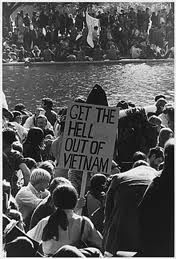 GET THE
HELL
OUT OF
VIETNAM